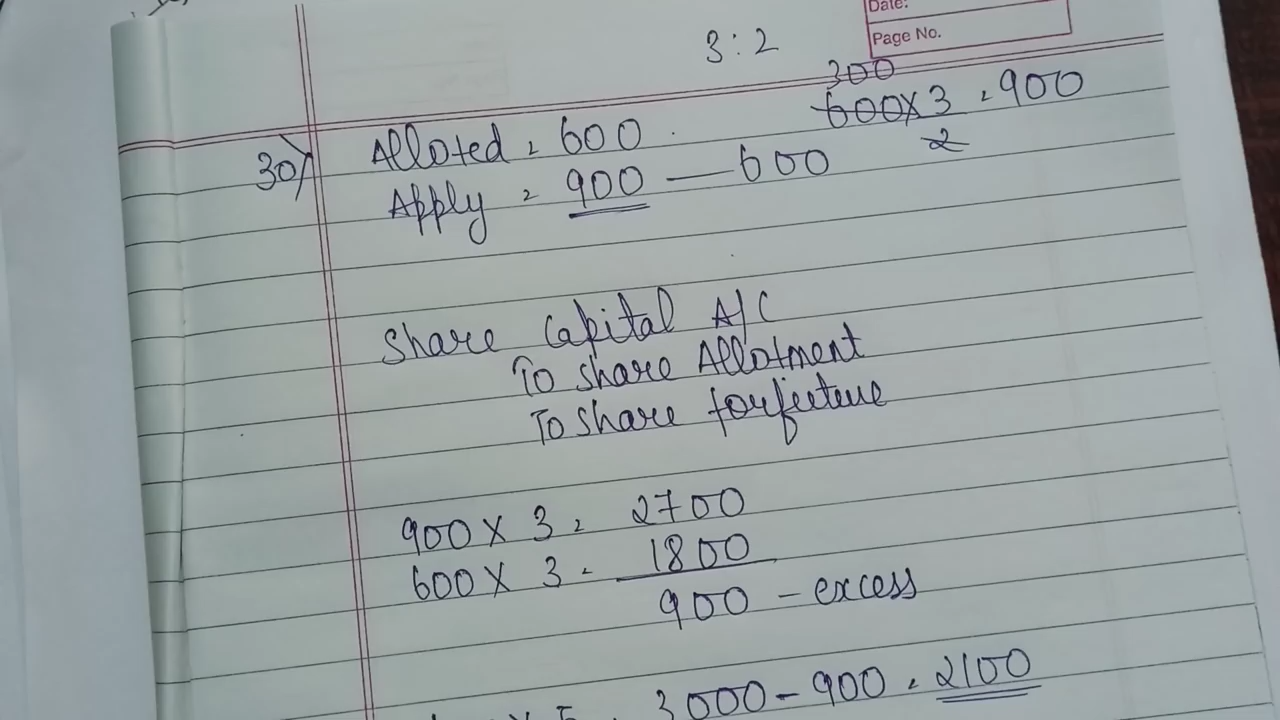 Date:
Page No.
3 : 2
300
600 X 3 = 900
2
30) Alloted = 600
Apply = 900 — 600
Share Capital A/C
To share Allotment
To share forfieteue
900 X 3 = 2700
600 X 3 = 1800
900 - excess
3000 - 900 = 2100